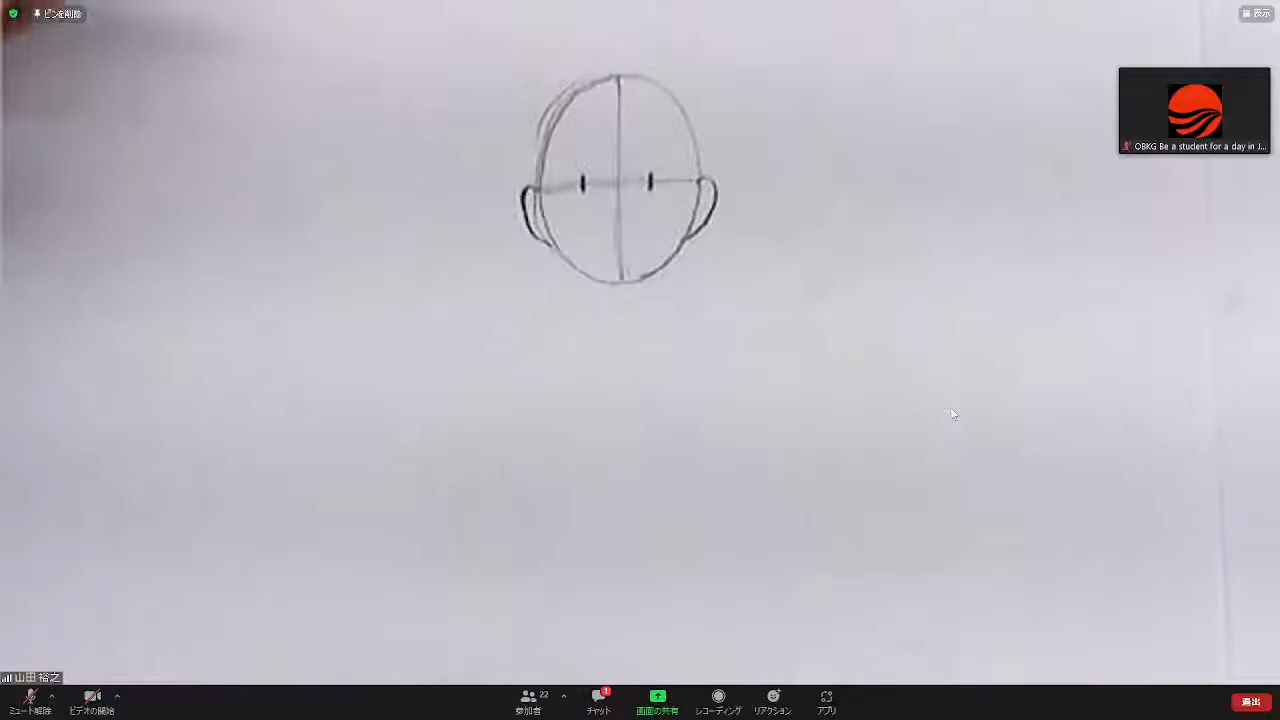 ピンを削除
表示
OBKG Be a student for a day in J...
山田 裕之
ミュート解除
ビデオの開始
22
参加者
1
チャット
画面の共有
レコーディング
リアクション
アプリ
退出